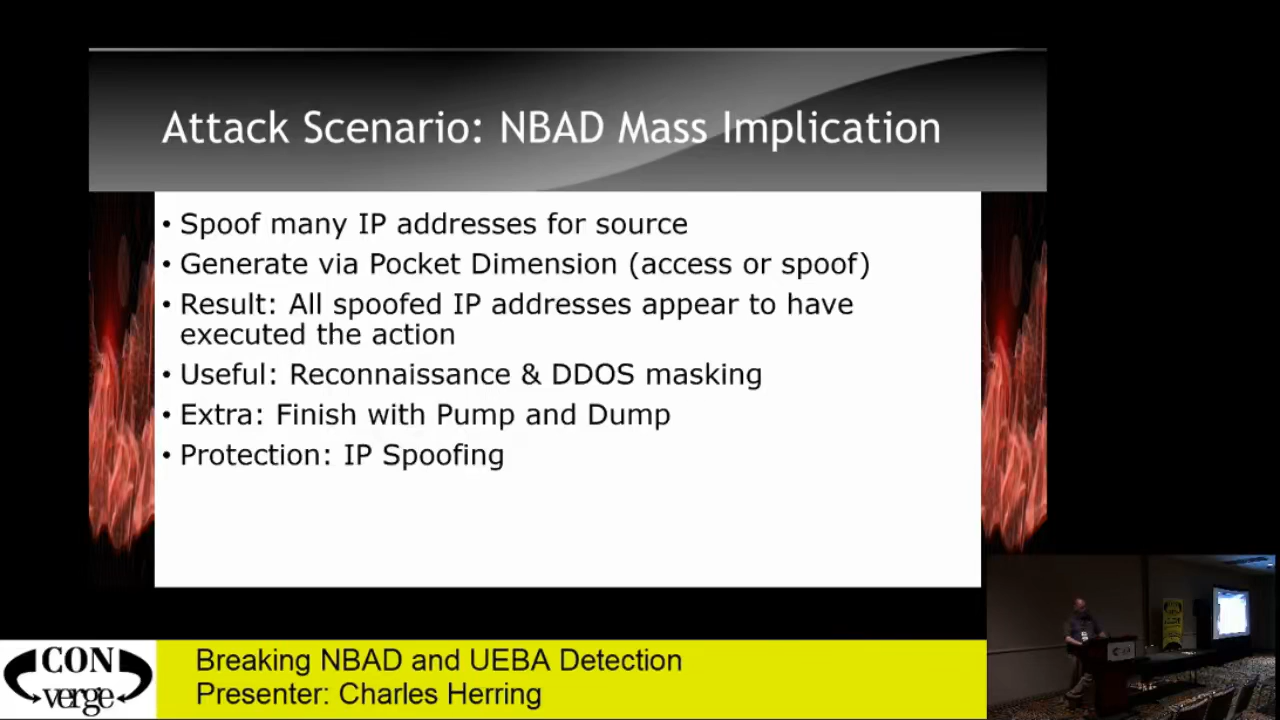 Attack Scenario: NBAD Mass Implication
• Spoof many IP addresses for source
• Generate via Pocket Dimension (access or spoof)
• Result: All spoofed IP addresses appear to have
executed the action
• Useful: Reconnaissance & DDOS masking
• Extra: Finish with Pump and Dump
• Protection: IP Spoofing
CON
verge
Breaking NBAD and UEBA Detection
Presenter: Charles Herring